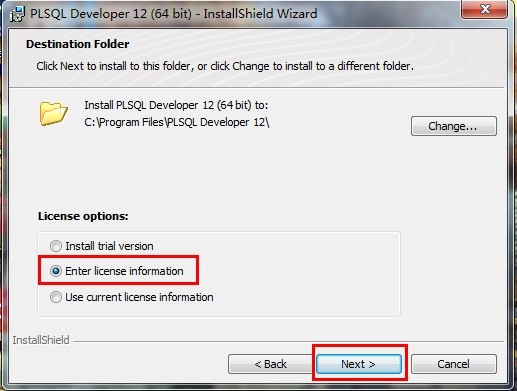 PLSQL Developer 12 (64 bit) - InstallShield Wizard
Destination Folder
Click Next to install to this folder, or click Change to install to a different folder.
Install PLSQL Developer 12 (64 bit) to:
C:\Program Files\PLSQL Developer 12\
Change...
License options:
Install trial version
Enter license information
Use current license information
InstallShield
< Back
Next >
Cancel